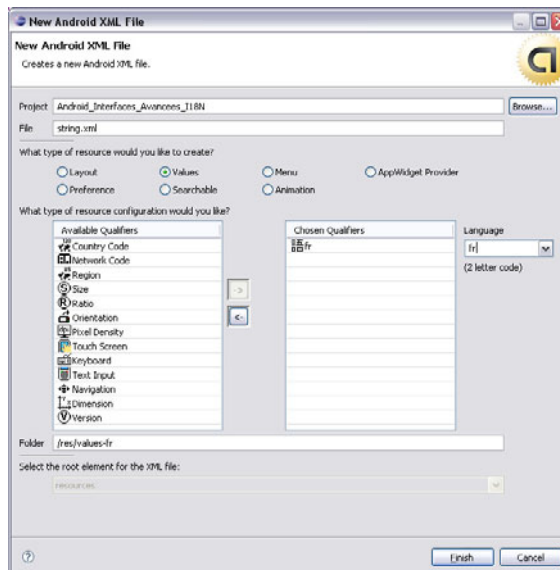 New Android XML File
New Android XML File
Creates a new Android XML file.
Project Android_Interfaces_Avancees_I18N Browse...
File string.xml
What type of resource would you like to create?
Layout Values Menu AppWidget Provider
Preference Searchable Animation
What type of resource configuration would you like?
Available Qualifiers Chosen Qualifiers Language
Country Code fr fr
Network Code (2 letter code)
Region
Size
Ratio
Orientation
Pixel Density
Touch Screen
Keyboard
Text Input
Navigation
Dimension
Version
->
<-
Folder /res/values-fr
Select the root element for the XML file:
resources
Finish Cancel